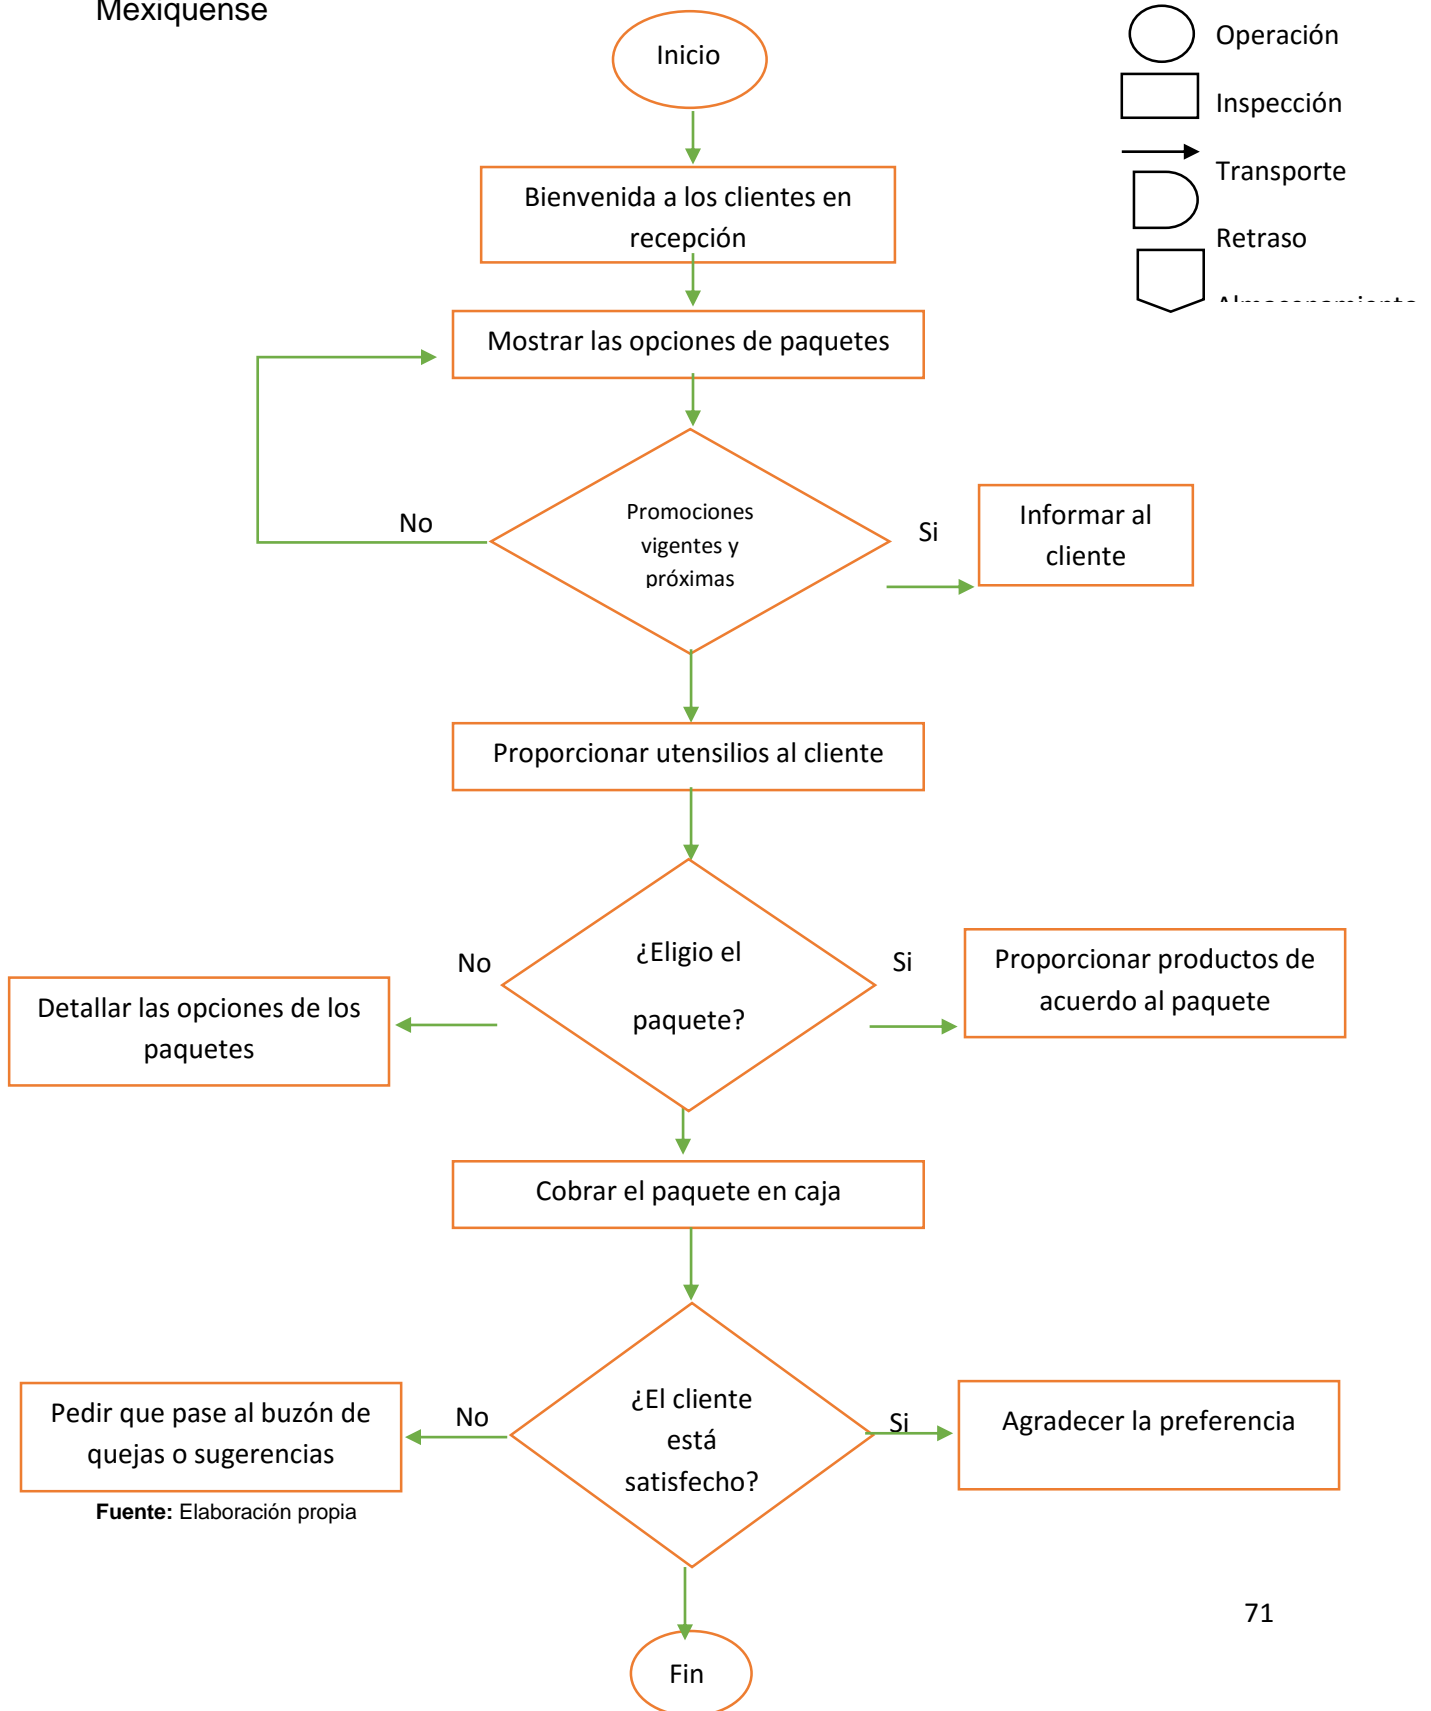 Mexiquense
Inicio
Operación
Inspección
Transporte
Retraso
Bienvenida a los clientes en
recepción
Mostrar las opciones de paquetes
No
Promociones
vigentes y
próximas
Si
Informar al
cliente
Proporcionar utensilios al cliente
No
¿Eligio el
paquete?
Si
Proporcionar productos de
acuerdo al paquete
Detallar las opciones de los
paquetes
Cobrar el paquete en caja
Pedir que pase al buzón de
quejas o sugerencias
No
¿El cliente
está
satisfecho?
Si
Agradecer la preferencia
Fuente: Elaboración propia
71
Fin